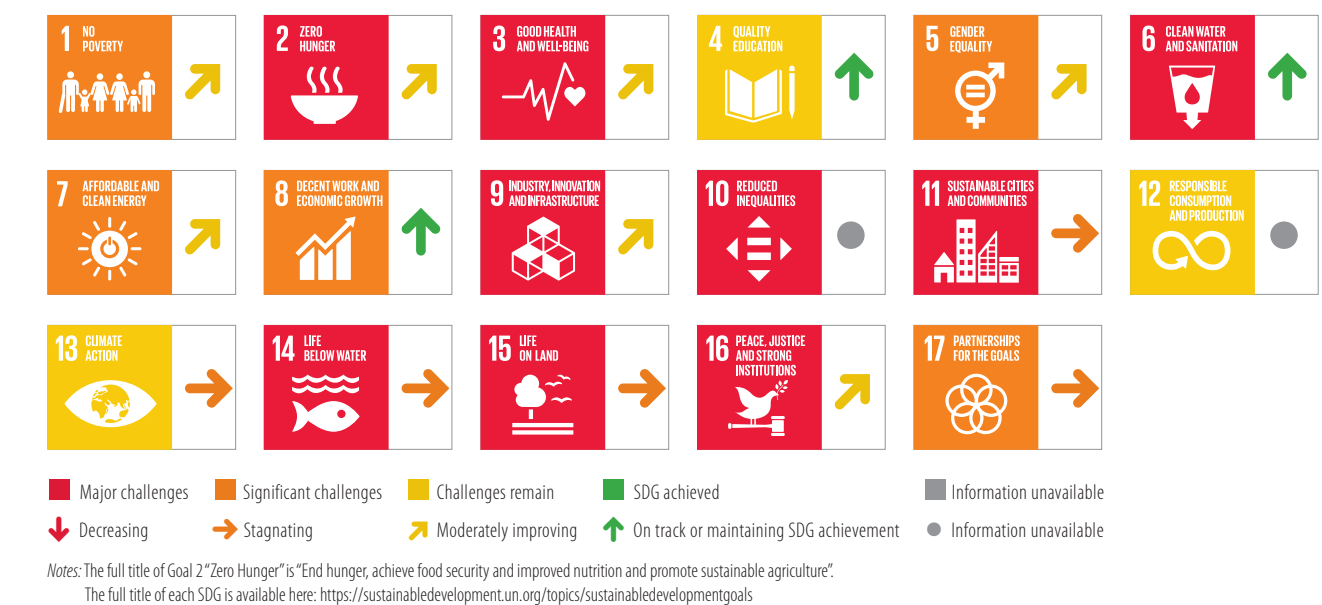 1 NO
POVERTY
2 ZERO
HUNGER
3 GOOD HEALTH
AND WELL-BEING
4 QUALITY
EDUCATION
5 GENDER
EQUALITY
6 CLEAN WATER
AND SANITATION
7 AFFORDABLE AND
CLEAN ENERGY
8 DECENT WORK AND
ECONOMIC GROWTH
9 INDUSTRY, INNOVATION
AND INFRASTRUCTURE
10 REDUCED
INEQUALITIES
11 SUSTAINABLE CITIES
AND COMMUNITIES
12 RESPONSIBLE
CONSUMPTION
AND PRODUCTION
13 CLIMATE
ACTION
14 LIFE
BELOW WATER
15 LIFE
ON LAND
16 PEACE, JUSTICE
AND STRONG
INSTITUTIONS
17 PARTNERSHIPS
FOR THE GOALS
Major challenges Significant challenges Challenges remain SDG achieved Information unavailable
Decreasing Stagnating Moderately improving On track or maintaining SDG achievement Information unavailable
Notes: The full title of Goal 2 “Zero Hunger” is “End hunger, achieve food security and improved nutrition and promote sustainable agriculture”.
The full title of each SDG is available here: https://sustainabledevelopment.un.org/topics/sustainabledevelopmentgoals